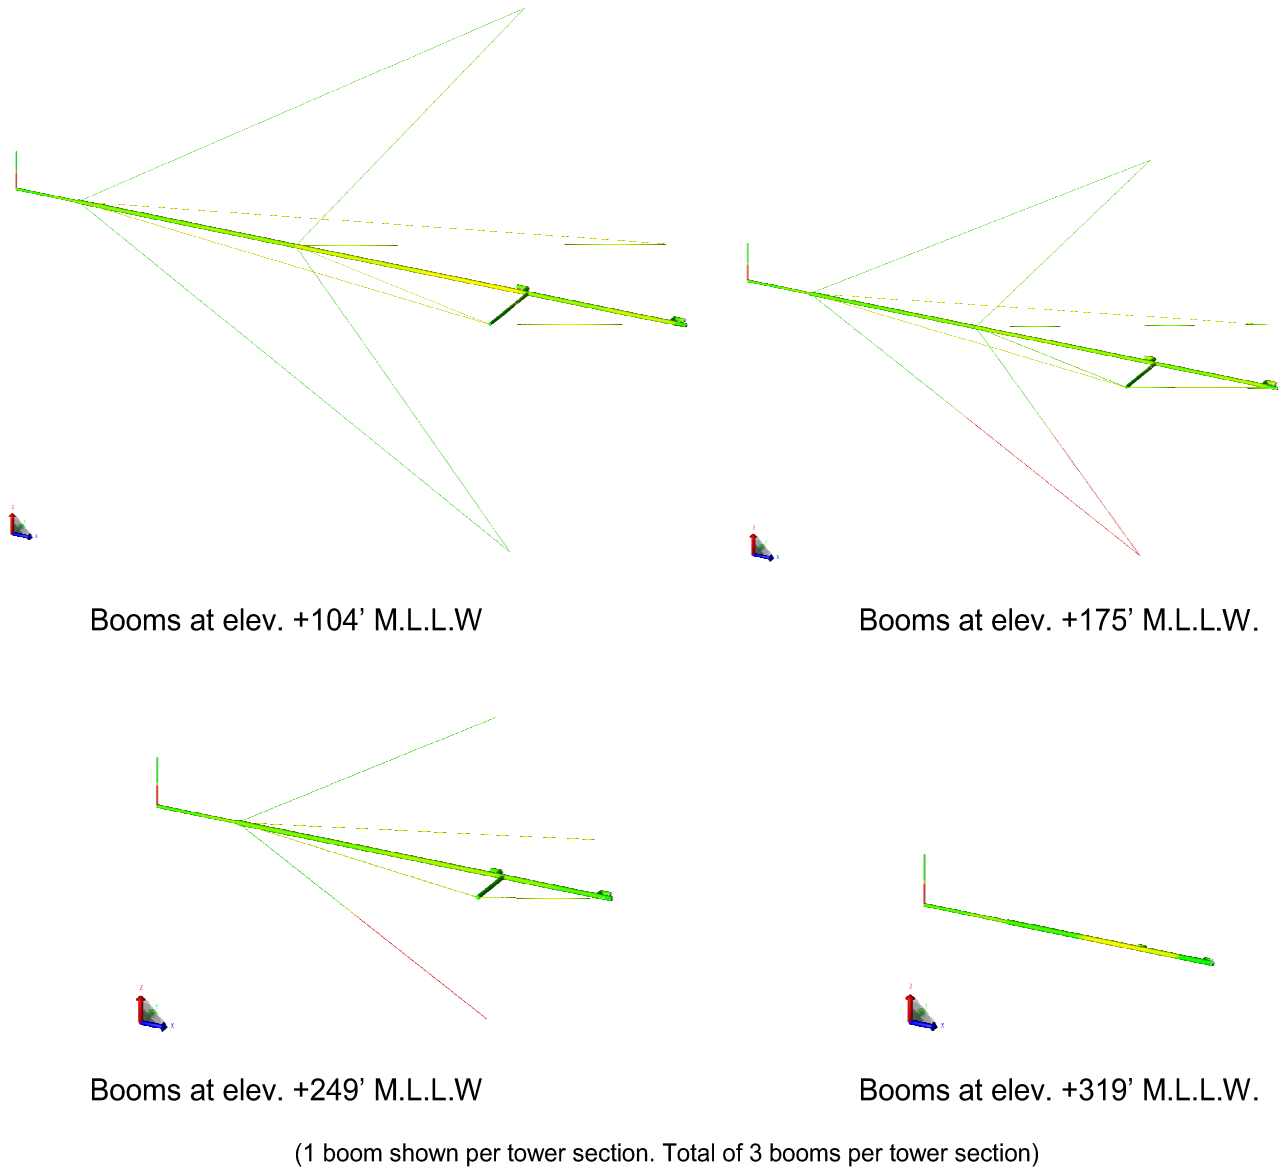 Booms at elev. +104’ M.L.L.W
Booms at elev. +175’ M.L.L.W.
Z
X
Booms at elev. +249’ M.L.L.W
Booms at elev. +319’ M.L.L.W.
(1 boom shown per tower section. Total of 3 booms per tower section)